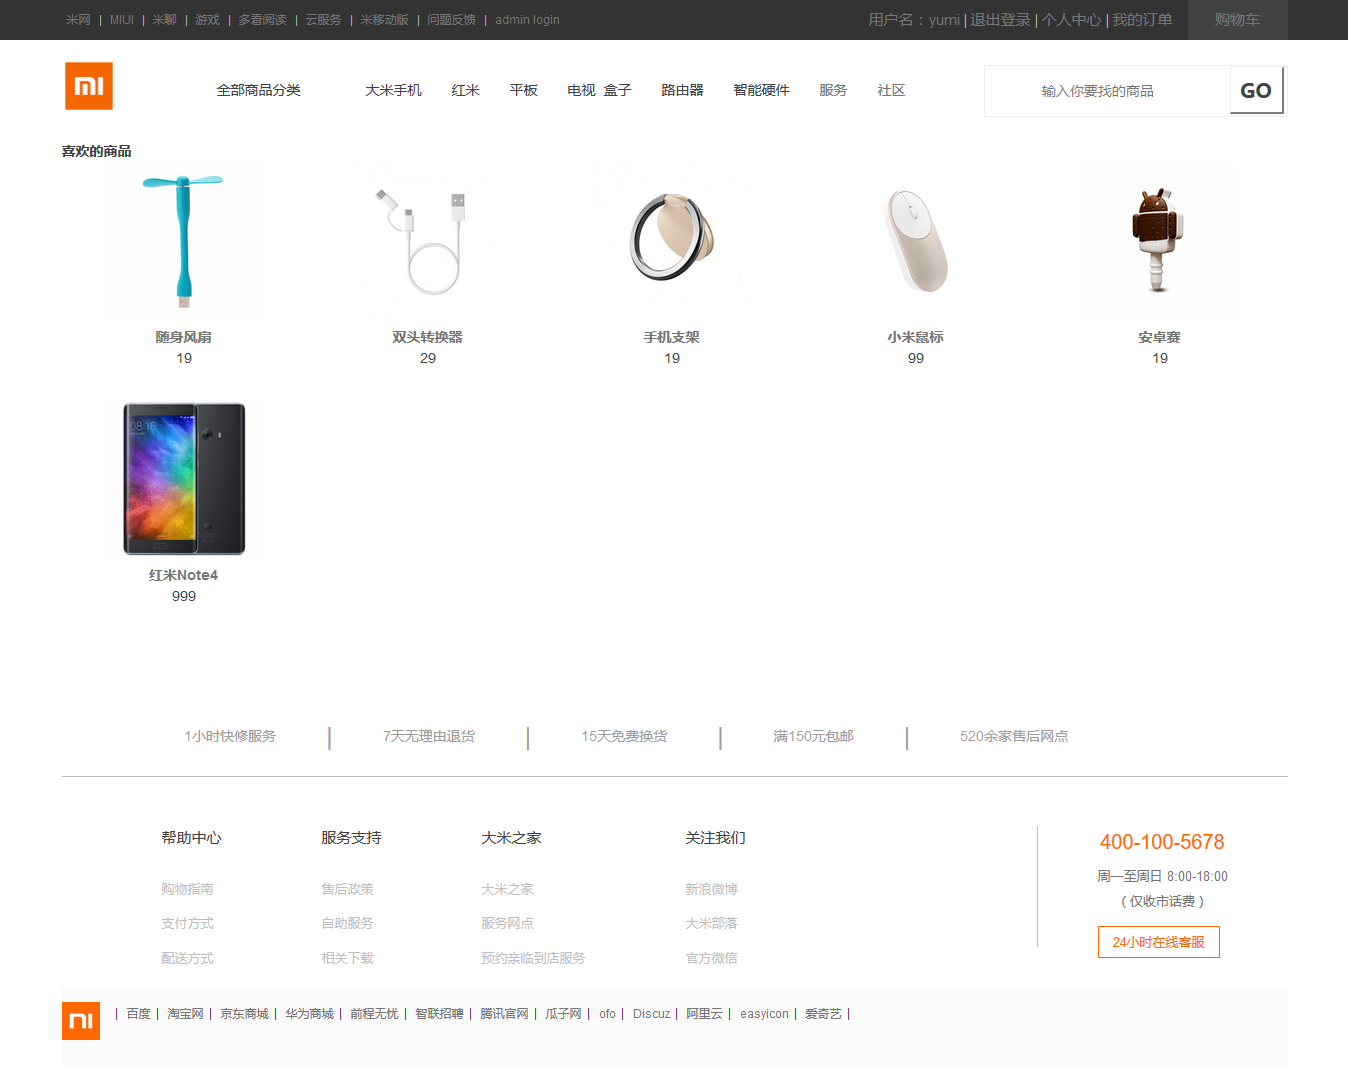 米网 | MIUI | 米聊 | 游戏 | 多看阅读 | 云服务 | 米移动版 | 问题反馈 | admin login
用户名：yumi | 退出登录 | 个人中心 | 我的订单 购物车
全部商品分类 大米手机 红米 平板 电视 盒子 路由器 智能硬件 服务 社区 输入你要找的商品 GO
喜欢的商品
随身风扇 双头转换器 手机支架 小米鼠标 安卓赛
19 29 19 99 19
08:16
红米Note4
999
1小时快修服务 | 7天无理由退货 | 15天免费换货 | 满150元包邮 | 520余家售后网点
帮助中心 服务支持 大米之家 关注我们
购物指南 售后政策 大米之家 新浪微博
支付方式 自助服务 服务网点 大米部落
配送方式 相关下载 预约亲临到店服务 官方微信
400-100-5678
周一至周日 8:00-18:00
（仅收市话费）
24小时在线客服
| 百度 | 淘宝网 | 京东商城 | 华为商城 | 前程无忧 | 智联招聘 | 腾讯官网 | 瓜子网 | ofo | Discuz | 阿里云 | easyicon | 爱奇艺 |